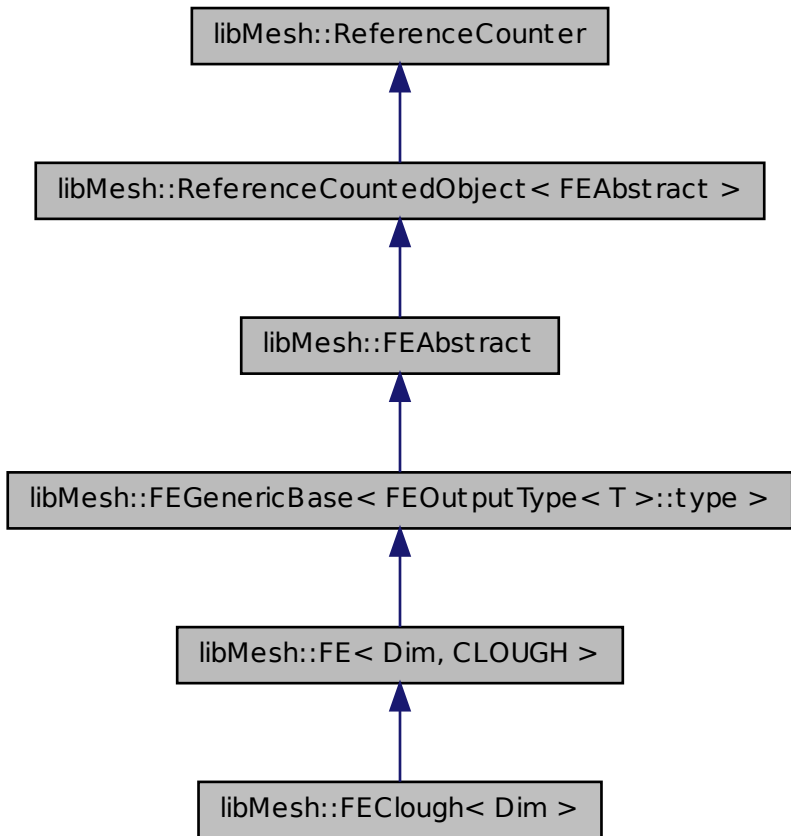 libMesh::ReferenceCounter
libMesh::ReferenceCountedObject< FEAbstract >
libMesh::FEAbstract
libMesh::FEGenericBase< FEOutputType< T >::type >
libMesh::FE< Dim, CLOUGH >
libMesh::FEClough< Dim >